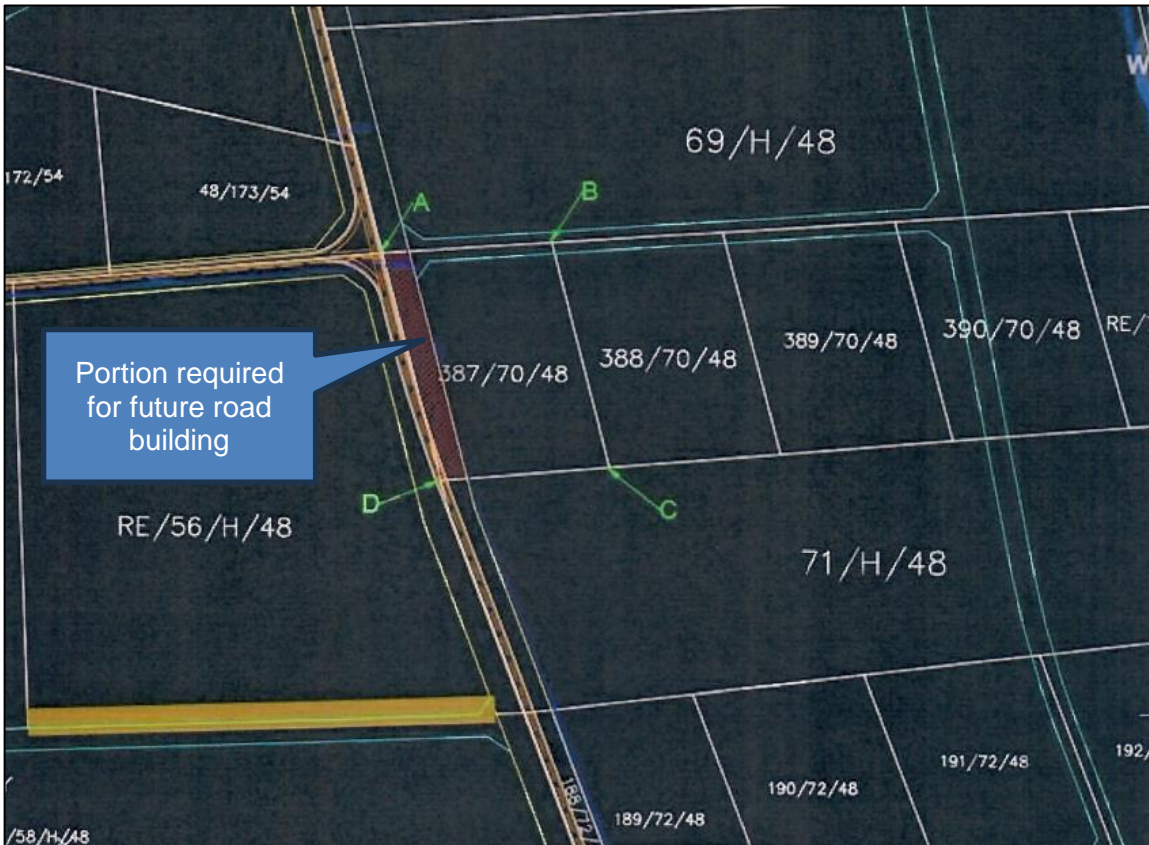 W
69/H/48
172/54
48/173/54
A
B
387/70/48
388/70/48
389/70/48
390/70/48
RE/
Portion required
for future road
building
D
C
RE/56/H/48
71/H/48
188/72/
189/72/48
190/72/48
191/72/48
192/
/58/H/48